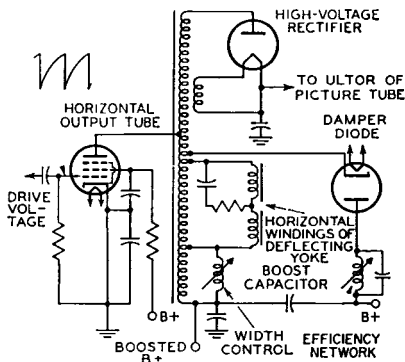 HIGH-VOLTAGE
RECTIFIER
TO ULTOR OF
PICTURE TUBE
HORIZONTAL
OUTPUT TUBE
DAMPER
DIODE
DRIVE
VOL-
TAGE
HORIZONTAL
WINDINGS OF
DEFLECTING
YOKE
BOOST
CAPACITOR
B+
B+
BOOSTED
B+
WIDTH
CONTROL
EFFICIENCY
NETWORK